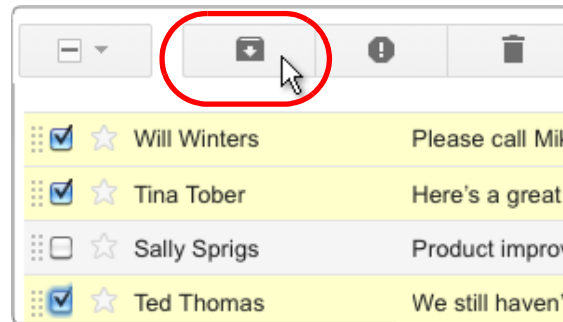 Will Winters Please call Mik
Tina Tober Here's a great
Sally Sprigs Product improv
Ted Thomas We still haven'